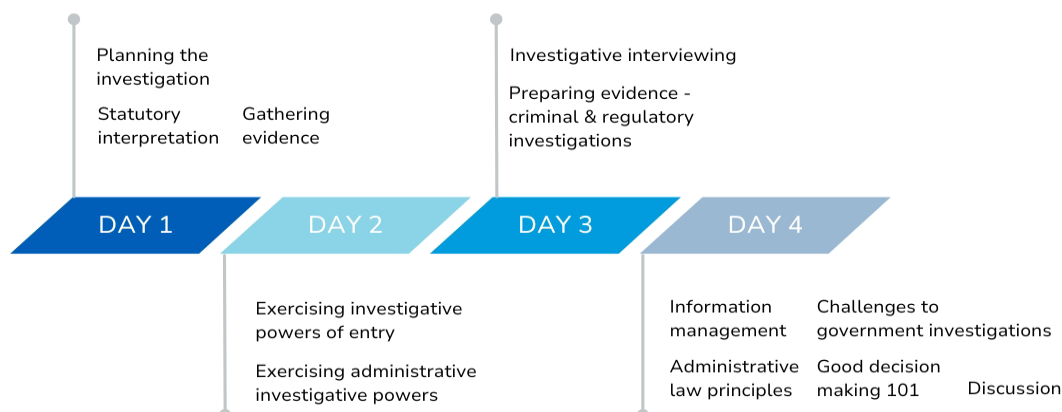 Planning the
investigation
Statutory
interpretation
Gathering
evidence
Investigative interviewing
Preparing evidence -
criminal & regulatory
investigations
DAY 1
DAY 2
DAY 3
DAY 4
Exercising investigative
powers of entry
Exercising administrative
investigative powers
Information
management
Challenges to
government investigations
Administrative
law principles
Good decision
making 101
Discussion